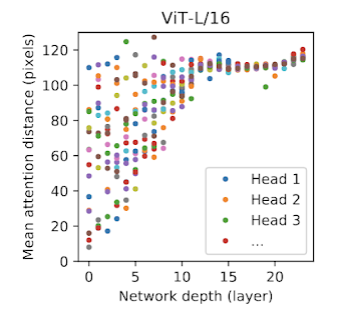 ViT-L/16
Mean attention distance (pixels)
120
100
80
60
40
20
0
0 5 10 15 20
Network depth (layer)
Head 1
Head 2
Head 3
...